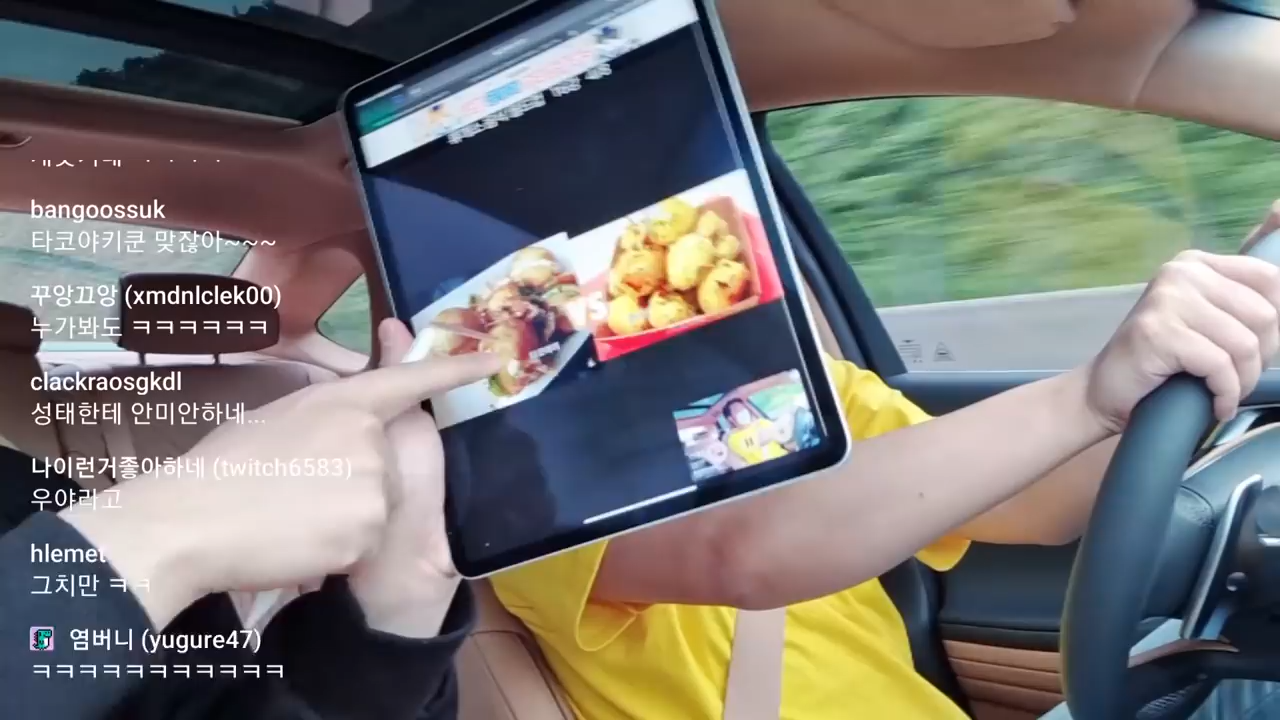 bangoossuk
타코야키쿤 맞잖아~~~
꾸앙끄앙 (xmdnlclek00)
누가봐도 ㅋㅋㅋㅋㅋㅋ
clackraosgkdl
성태한테 안미안하네...
나이런거좋아하네 (twitch6583)
우야라고
hlemet
그치만 ㅋㅋ
염버니 (yugure47)
ㅋㅋㅋㅋㅋㅋㅋㅋㅋㅋㅋ
VS